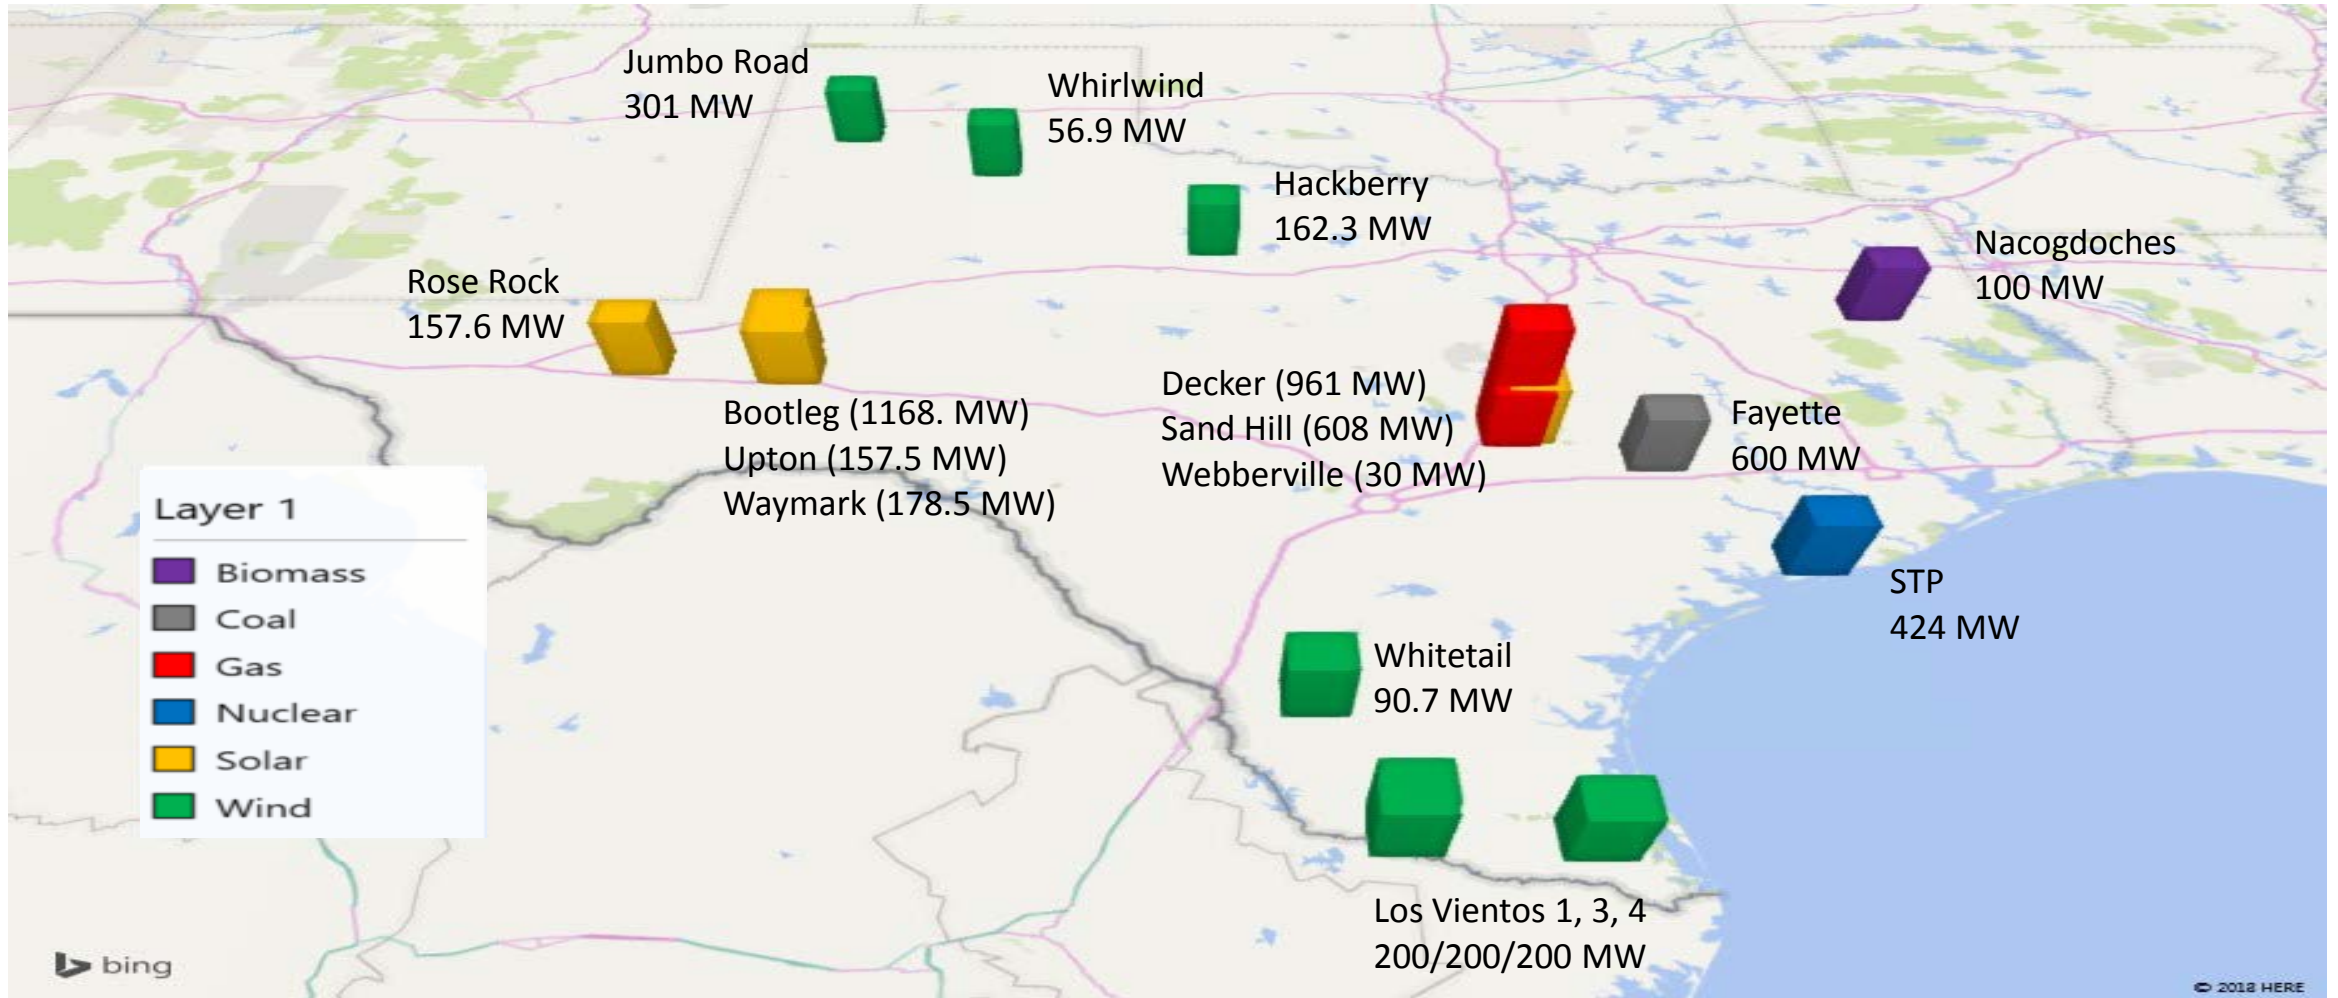 Jumbo Road
301 MW
Whirlwind
56.9 MW
Hackberry
162.3 MW
Nacogdoches
100 MW
Rose Rock
157.6 MW
Bootleg (1168. MW)
Upton (157.5 MW)
Waymark (178.5 MW)
Decker (961 MW)
Sand Hill (608 MW)
Webberville (30 MW)
Fayette
600 MW
STP
424 MW
Layer 1
Biomass
Coal
Gas
Nuclear
Solar
Wind
Whitetail
90.7 MW
Los Vientos 1, 3, 4
200/200/200 MW
bing
© 2018 HERE